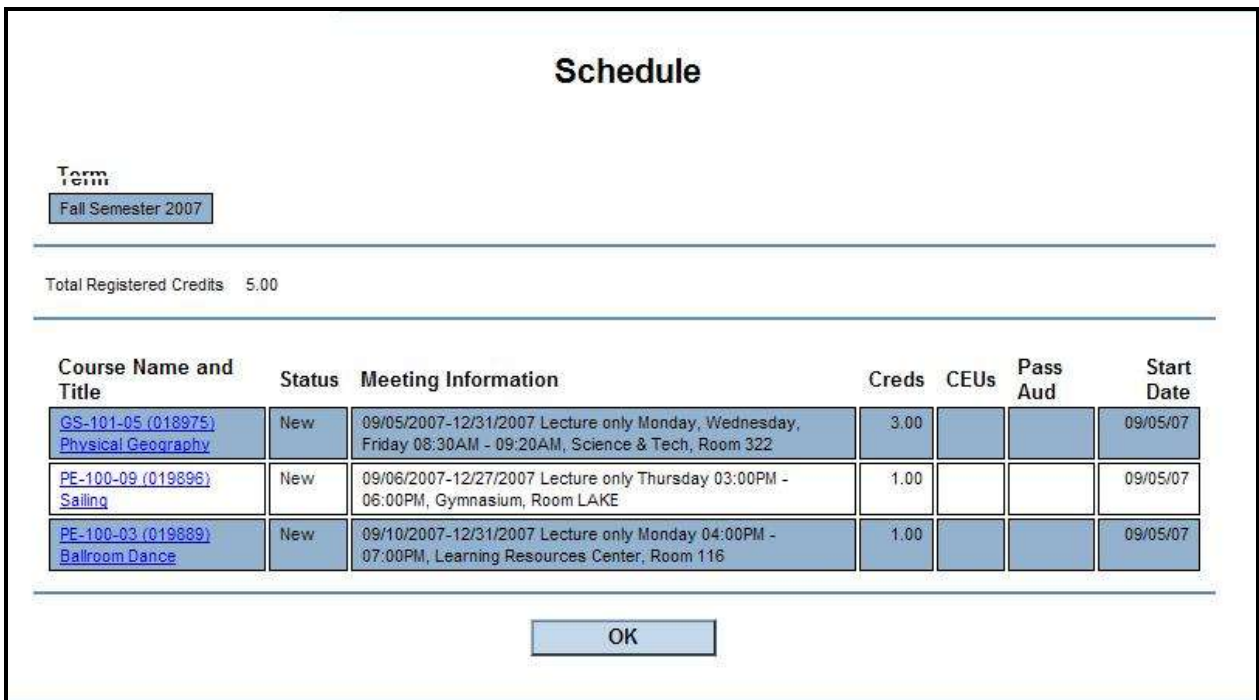 Schedule
Term
Fall Semester 2007
Total Registered Credits 5.00
Course Name and Title Status Meeting Information Creds CEUs Pass Aud Start Date
GS-101-05 (018975) New 09/05/2007-12/31/2007 Lecture only Monday, Wednesday, 3.00 09/05/07
Physical Geography Friday 08:30AM - 09:20AM, Science & Tech, Room 322
PE-100-09 (019896) New 09/06/2007-12/27/2007 Lecture only Thursday 03:00PM - 1.00 09/05/07
Sailing 06:00PM, Gymnasium, Room LAKE
PE-100-03 (019889) New 09/10/2007-12/31/2007 Lecture only Monday 04:00PM - 1.00 09/05/07
Ballroom Dance 07:00PM, Learning Resources Center, Room 116
OK